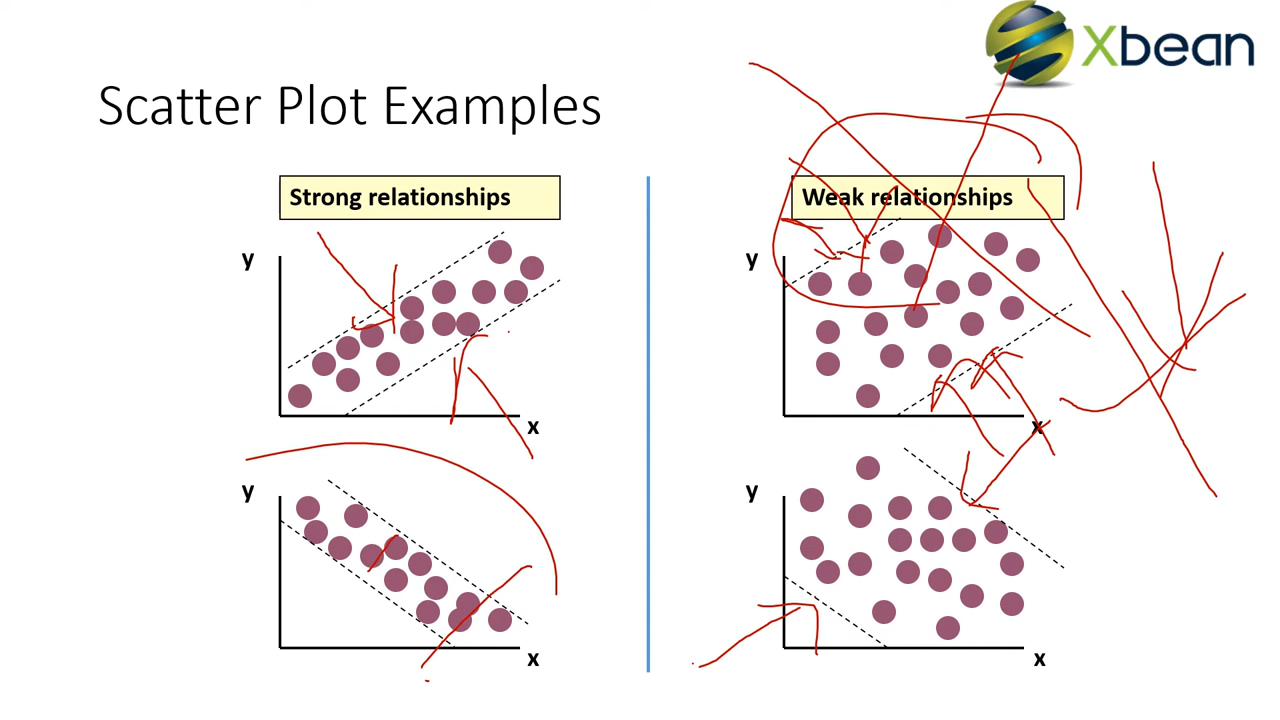 Xbean
Scatter Plot Examples
Strong relationships
Weak relationships
y
x
y
x
y
x
y
x